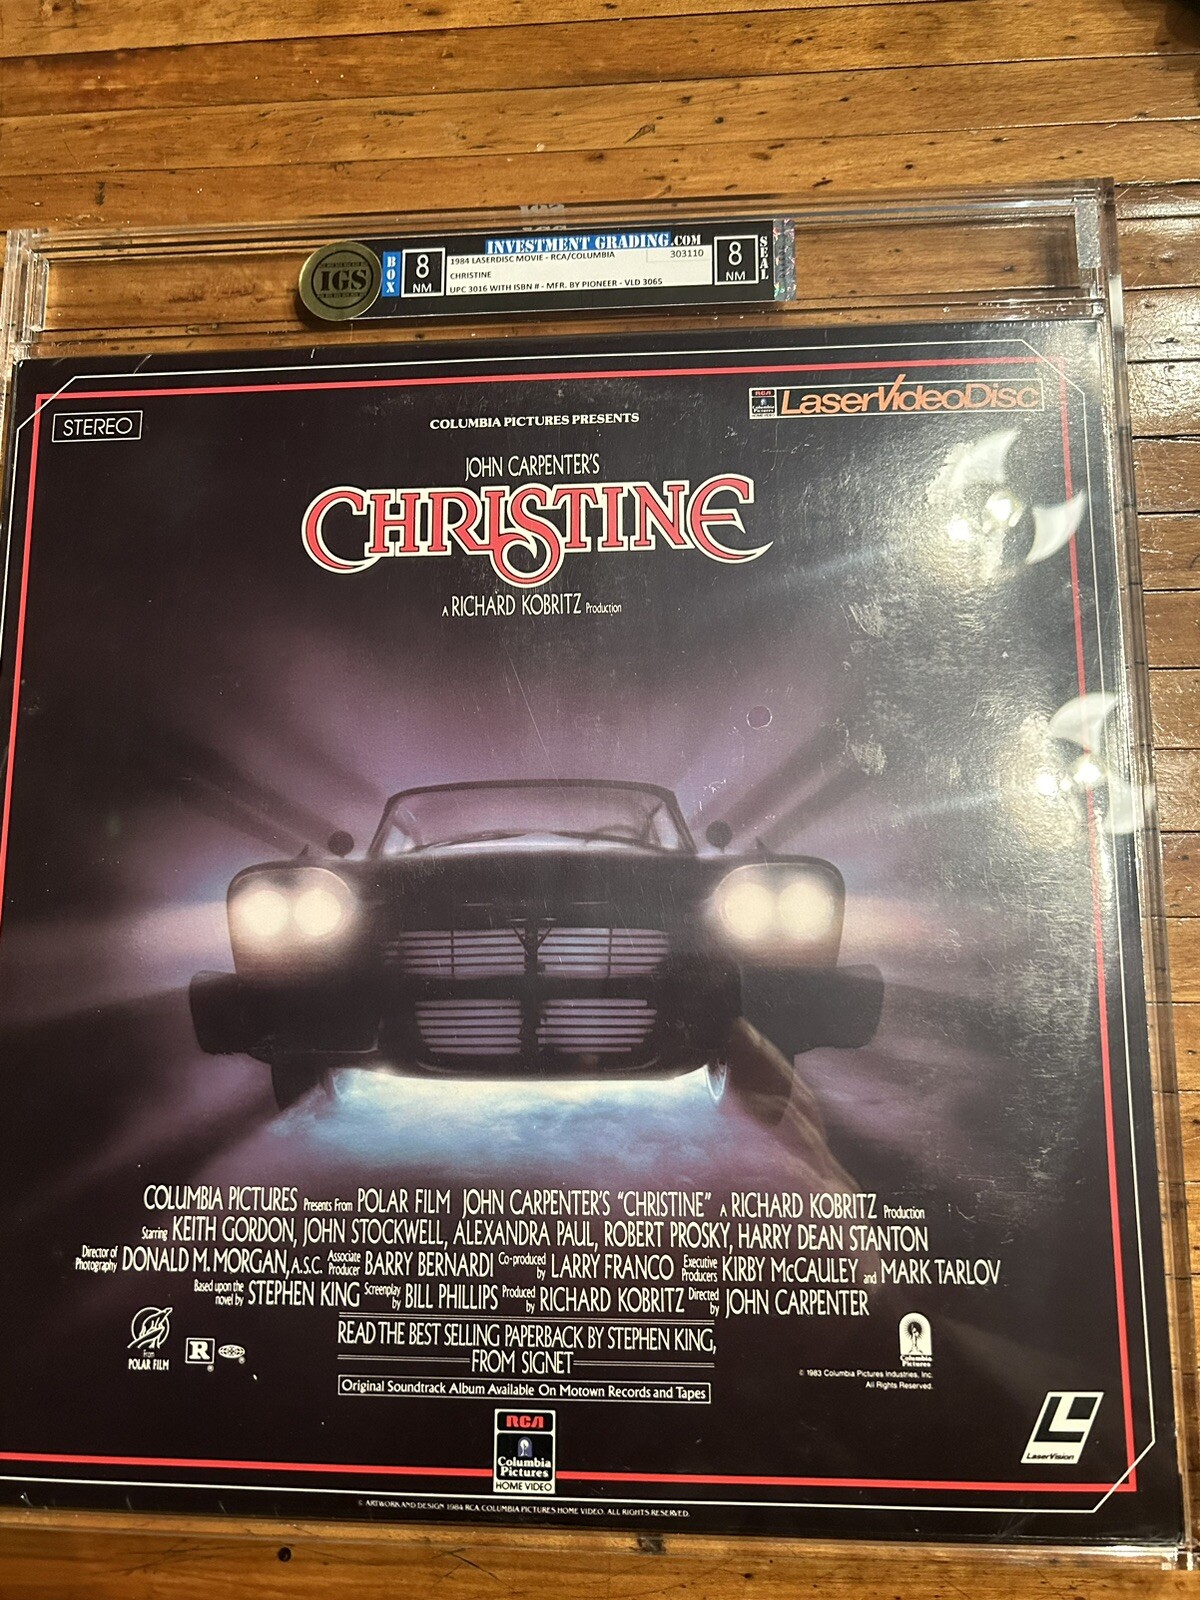 INVESTMENT GRADING.COM
IGS
BOX
8
NM
1984 LASERDISC MOVIE - RCA/COLUMBIA
303110
CHRISTINE
UPC 3016 WITH ISBN # - MFR. BY PIONEER - VLD 3065
8
NM
SEAL
STEREO
COLUMBIA PICTURES PRESENTS
RCA
Columbia
Pictures
HOME VIDEO
LaserVideoDisc
JOHN CARPENTER'S
CHRISTINE
A RICHARD KOBRITZ Production
COLUMBIA PICTURES Presents From POLAR FILM JOHN CARPENTER'S "CHRISTINE" A RICHARD KOBRITZ Production
Starring KEITH GORDON, JOHN STOCKWELL, ALEXANDRA PAUL, ROBERT PROSKY, HARRY DEAN STANTON
Director of Photography DONALD M. MORGAN, A.S.C. Associate Producer BARRY BERNARDI Co-produced by LARRY FRANCO Executive Producers KIRBY McCAULEY and MARK TARLOV
Based upon the novel by STEPHEN KING Screenplay by BILL PHILLIPS Produced by RICHARD KOBRITZ Directed by JOHN CARPENTER
READ THE BEST SELLING PAPERBACK BY STEPHEN KING,
FROM SIGNET
From
POLAR FILM
R
Columbia
Pictures
© 1983 Columbia Pictures Industries, Inc.
All Rights Reserved.
Original Soundtrack Album Available On Motown Records and Tapes
RCA
Columbia
Pictures
HOME VIDEO
LaserVision
© ARTWORK AND DESIGN 1984 RCA COLUMBIA PICTURES HOME VIDEO. ALL RIGHTS RESERVED.